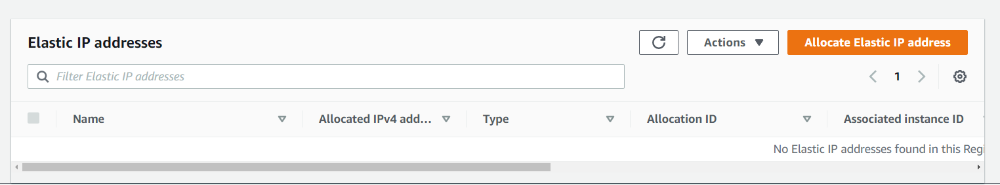 Elastic IP addresses
Actions
Allocate Elastic IP address
Filter Elastic IP addresses
1
Name
Allocated IPv4 add...
Type
Allocation ID
Associated instance ID
No Elastic IP addresses found in this Regi